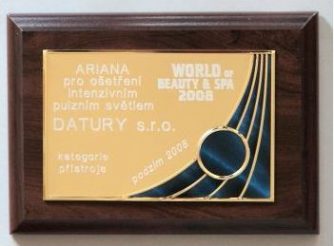 ARIANA
pro ošetření
intenzivním
pulzním světlem
DATURY s.r.o.
kategorie
přístroje
WORLD OF
BEAUTY & SPA
2008
podzim 2008